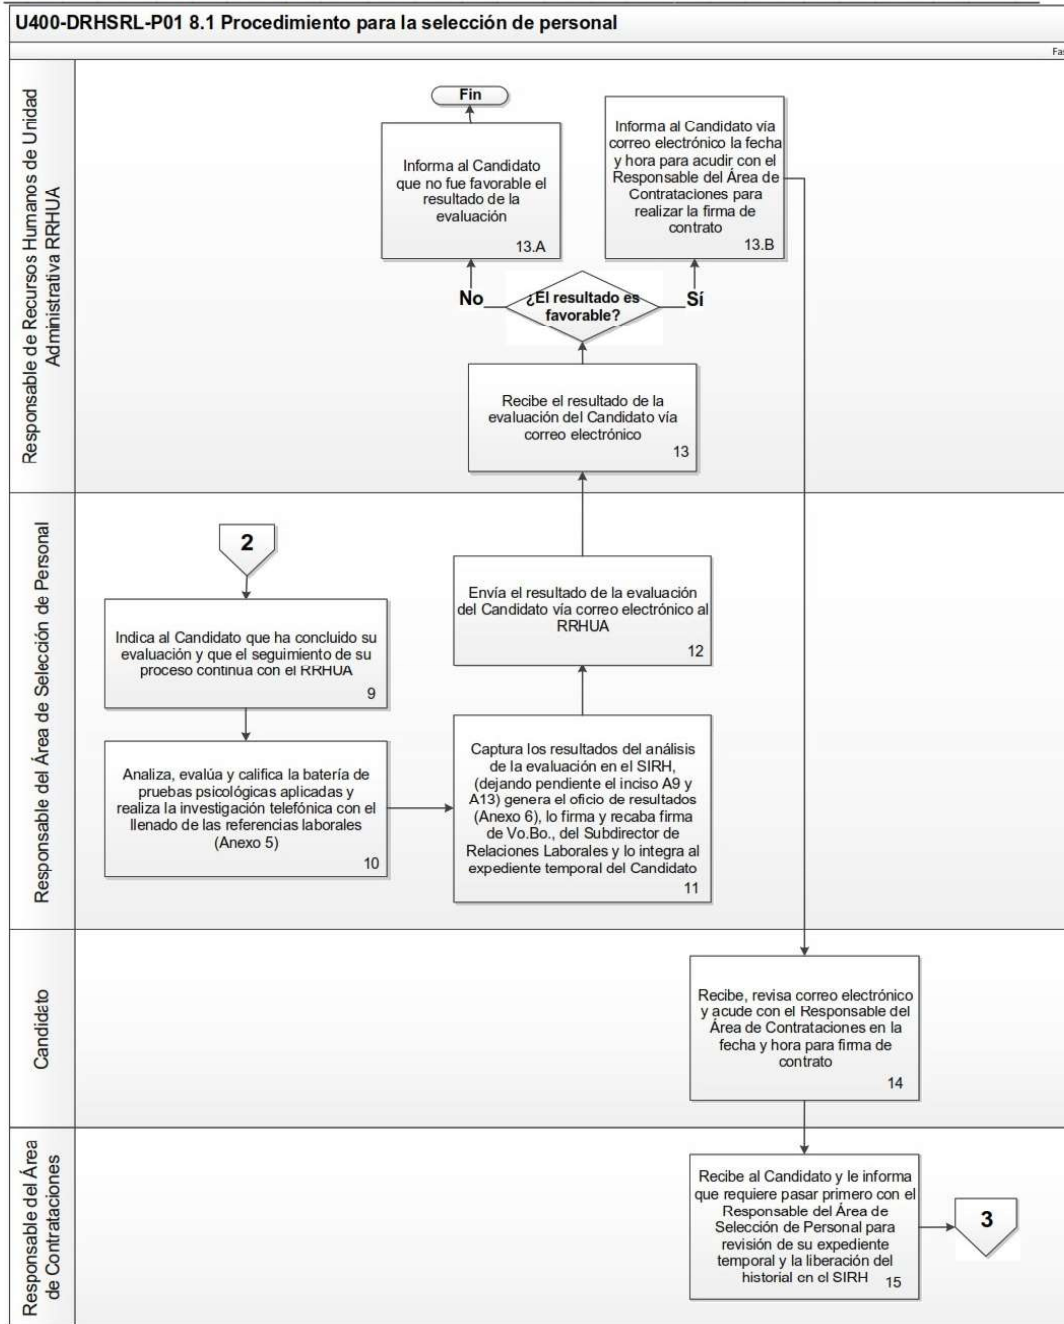 U400-DRHSRL-P01 8.1 Procedimiento para la selección de personal
Fas
Responsable de Recursos Humanos de Unidad
Administrativa RRHUA
Fin
Informa al Candidato
que no fue favorable el
resultado de la
evaluación
13.A
Informa al Candidato vía
correo electrónico la fecha
y hora para acudir con el
Responsable del Área de
Contrataciones para
realizar la firma de
contrato
13.B
No
¿El resultado es
favorable?
Sí
Recibe el resultado de la
evaluación del Candidato vía
correo electrónico
13
Responsable del Área de Selección de Personal
2
Indica al Candidato que ha concluido su
evaluación y que el seguimiento de su
proceso continua con el RRHUA
9
Analiza, evalúa y califica la batería de
pruebas psicológicas aplicadas y
realiza la investigación telefónica con el
llenado de las referencias laborales
(Anexo 5)
10
Envía el resultado de la evaluación
del Candidato vía correo electrónico al
RRHUA
12
Captura los resultados del análisis
de la evaluación en el SIRH,
(dejando pendiente el inciso A9 y
A13) genera el oficio de resultados
(Anexo 6), lo firma y recaba firma
de Vo.Bo., del Subdirector de
Relaciones Laborales y lo integra al
expediente temporal del Candidato
11
Candidato
Recibe, revisa correo electrónico
y acude con el Responsable del
Área de Contrataciones en la
fecha y hora para firma de
contrato
14
Responsable del Área
de Contrataciones
Recibe al Candidato y le informa
que requiere pasar primero con el
Responsable del Área de
Selección de Personal para
revisión de su expediente
temporal y la liberación del
historial en el SIRH
15
3